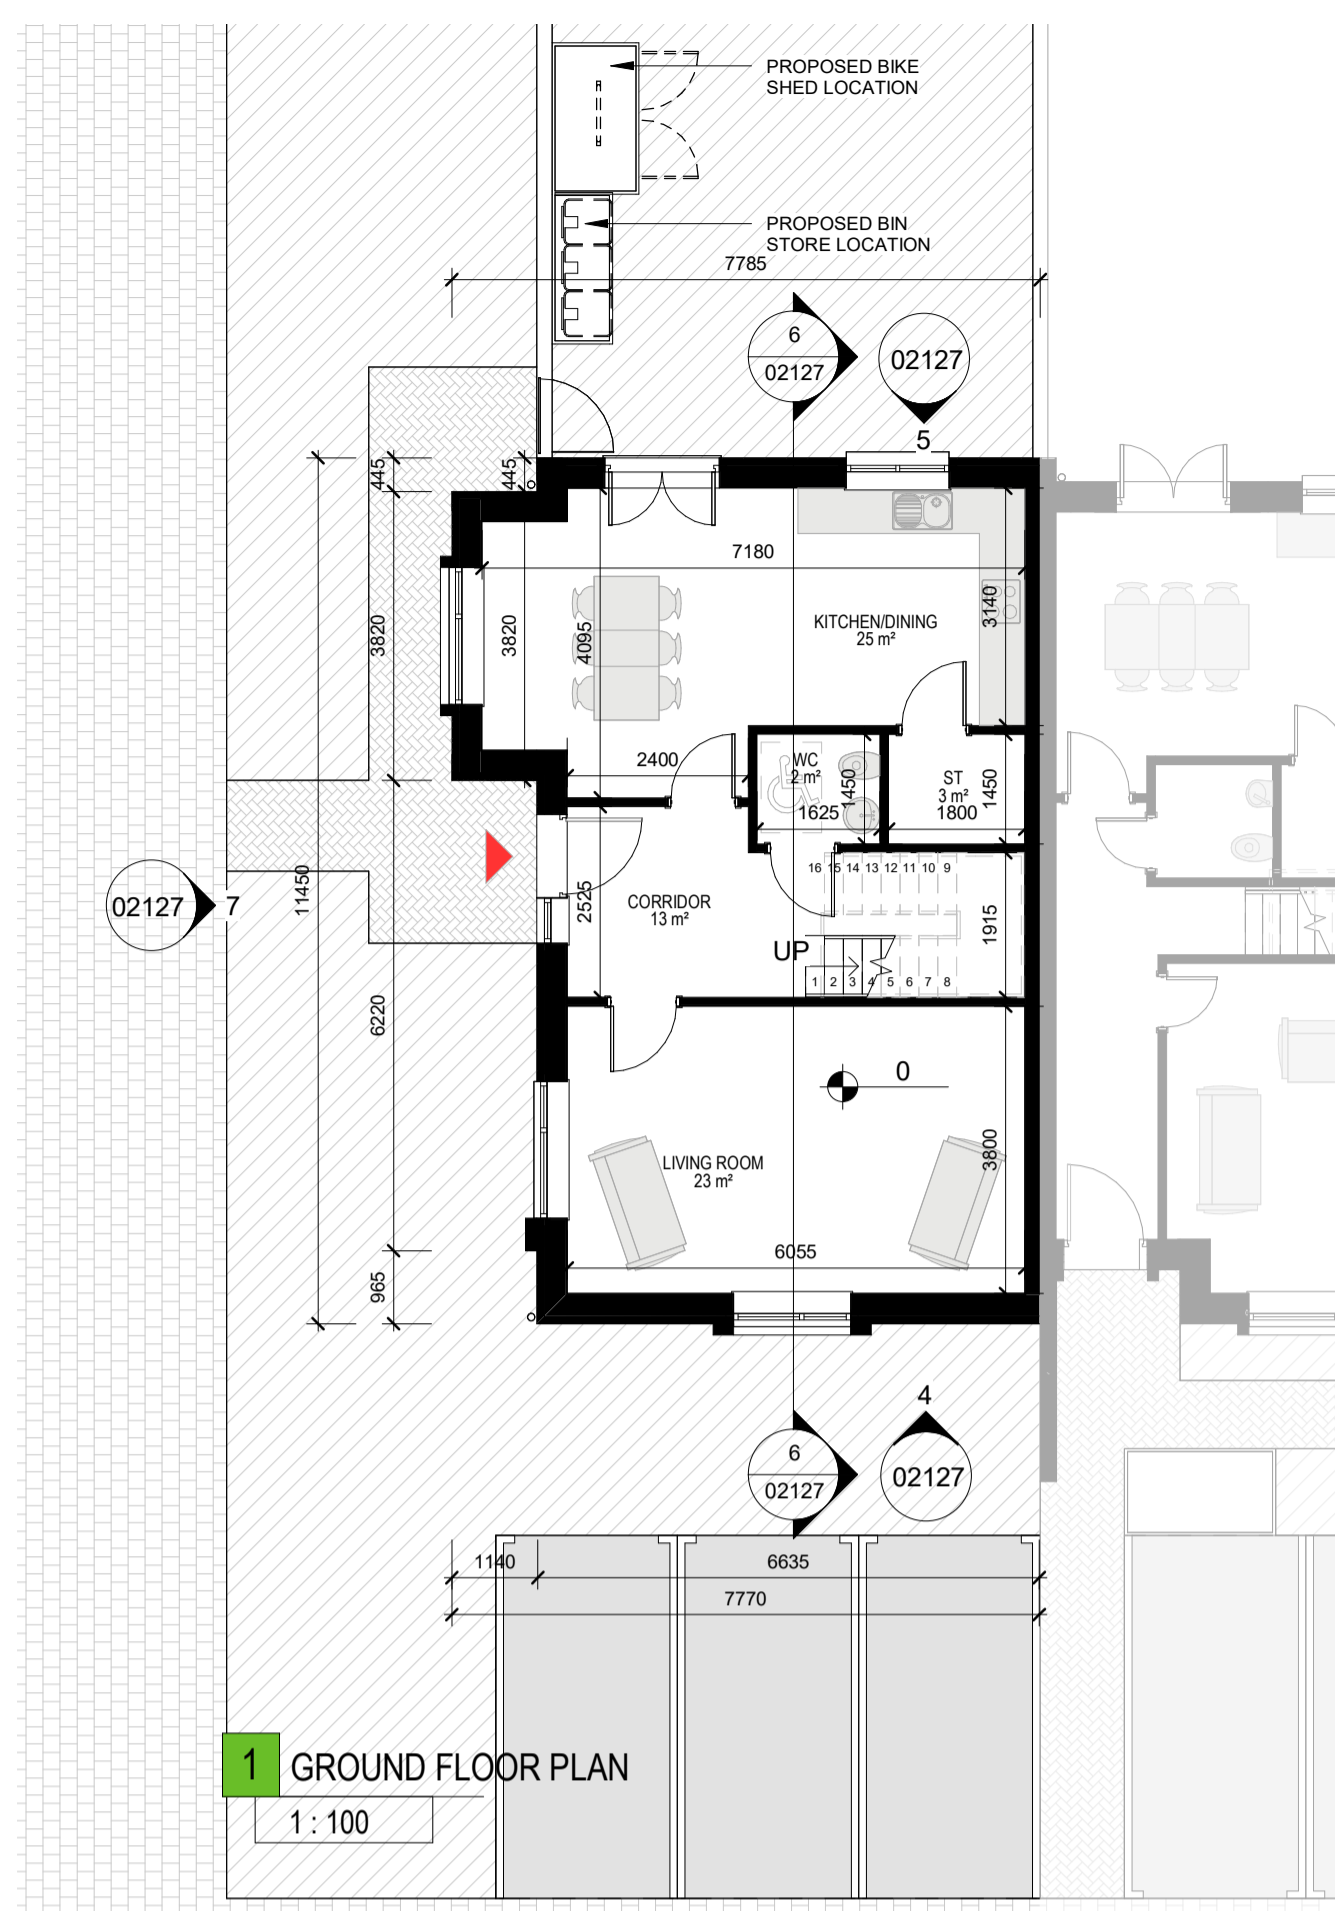 PROPOSED BIKE
SHED LOCATION
PROPOSED BIN
STORE LOCATION
7785
6
02127
02127
5
445
445
7180
3820
3820
4095
3140
KITCHEN/DINING
25 m²
2400
WC
2 m²
1450
1625
ST
3 m²
1800
1450
16 15 14 13 12 11 10 9
02127
7
11450
2525
CORRIDOR
13 m²
UP
1915
1 2 3 4 5 6 7 8
6220
0
LIVING ROOM
23 m²
3800
6055
965
4
6
02127
02127
1140
6635
7770
1
GROUND FLOOR PLAN
1 : 100